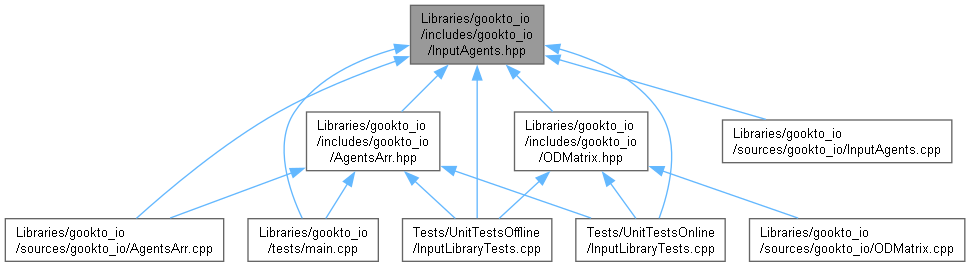 Libraries/gookto_io
/includes/gookto_io
/InputAgents.hpp
Libraries/gookto_io
/includes/gookto_io
/AgentsArr.hpp
Libraries/gookto_io
/includes/gookto_io
/ODMatrix.hpp
Libraries/gookto_io
/sources/gookto_io/InputAgents.cpp
Libraries/gookto_io
/sources/gookto_io/AgentsArr.cpp
Libraries/gookto_io
/tests/main.cpp
Tests/UnitTestsOffline
/InputLibraryTests.cpp
Tests/UnitTestsOnline
/InputLibraryTests.cpp
Libraries/gookto_io
/sources/gookto_io/ODMatrix.cpp